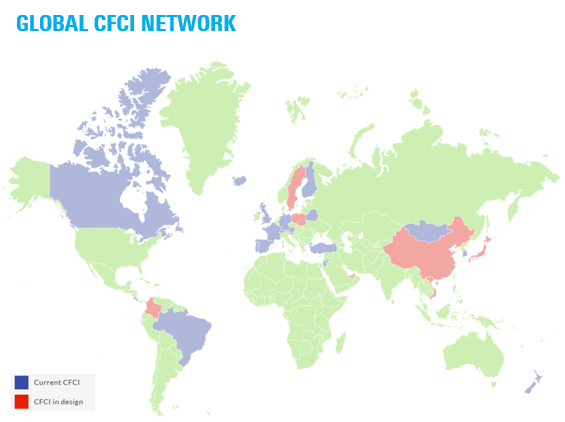 GLOBAL CFCI NETWORK
Current CFCI
CFCI in design